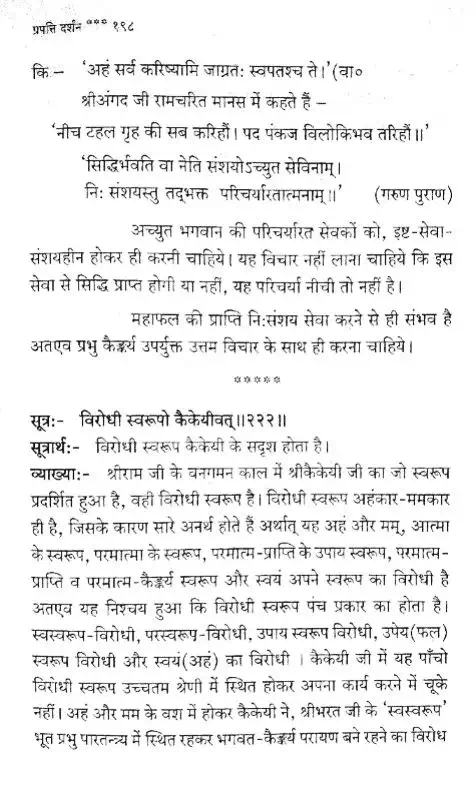 प्रपत्ति दर्शन *** १९८
कि:- 'अहं सर्व करिष्यामि जाग्रतः स्वपतश्च ते।'(वा०
श्रीअंगद जी रामचरित मानस में कहते हैं –
'नीच टहल गृह की सब करिहौं। पद पंकज विलोकिभव तरिहौं॥'
'सिद्धिर्भवति वा नेति संशयोऽच्युत सेविनाम्।
निः संशयस्तु तद्भक्त परिचर्यारतात्मनाम्॥' (गरुण पुराण)
अच्युत भगवान की परिचर्यारत सेवकों को, इष्ट-सेवा-
संशयहीन होकर ही करनी चाहिये। यह विचार नहीं लाना चाहिये कि इस
सेवा से सिद्धि प्राप्त होगी या नहीं, यह परिचर्या नीची तो नहीं है।
महाफल की प्राप्ति निःसंशय सेवा करने से ही संभव है
अतएव प्रभु कैङ्कर्य उपर्युक्त उत्तम विचार के साथ ही करना चाहिये।
*****
सूत्र:- विरोधी स्वरूपो कैकेयीवत्॥२२२॥
सूत्रार्थ:- विरोधी स्वरूप कैकेयी के सदृश होता है।
व्याख्या:- श्रीराम जी के वनगमन काल में श्रीकैकेयी जी का जो स्वरूप
प्रदर्शित हुआ है, वही विरोधी स्वरूप है। विरोधी स्वरूप अहंकार-ममकार
ही है, जिसके कारण सारे अनर्थ होते हैं अर्थात् यह अहं और मम्, आत्मा
के स्वरूप, परमात्मा के स्वरूप, परमात्म-प्राप्ति के उपाय स्वरूप, परमात्म-
प्राप्ति व परमात्म-कैङ्कर्य स्वरूप और स्वयं अपने स्वरूप का विरोधी है
अतएव यह निश्चय हुआ कि विरोधी स्वरूप पंच प्रकार का होता है।
स्वस्वरूप-विरोधी, परस्वरूप-विरोधी, उपाय स्वरूप विरोधी, उपेय(फल)
स्वरूप विरोधी और स्वयं(अहं) का विरोधी । कैकेयी जी में यह पाँचो
विरोधी स्वरूप उच्चतम श्रेणी में स्थित होकर अपना कार्य करने में चूके
नहीं। अहं और मम के वश में होकर कैकेयी ने, श्रीभरत जी के 'स्वस्वरूप'
भूत प्रभु पारतन्त्र्य में स्थित रहकर भगवत-कैङ्कर्य परायण बने रहने का विरोध